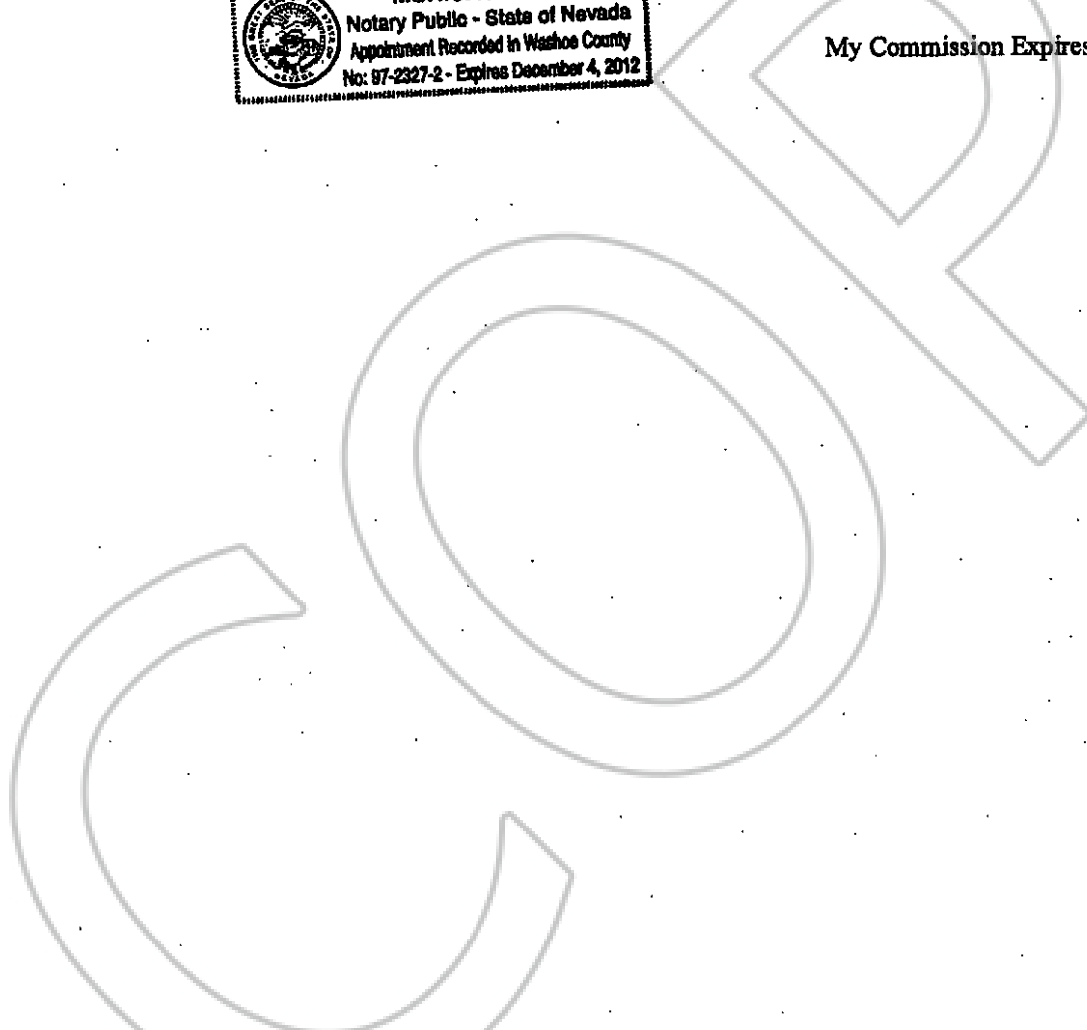 Notary Public - State of Nevada
Appointment Recorded in Washoe County
No: 97-2327-2 - Expires December 4, 2012
My Commission Expires
COP